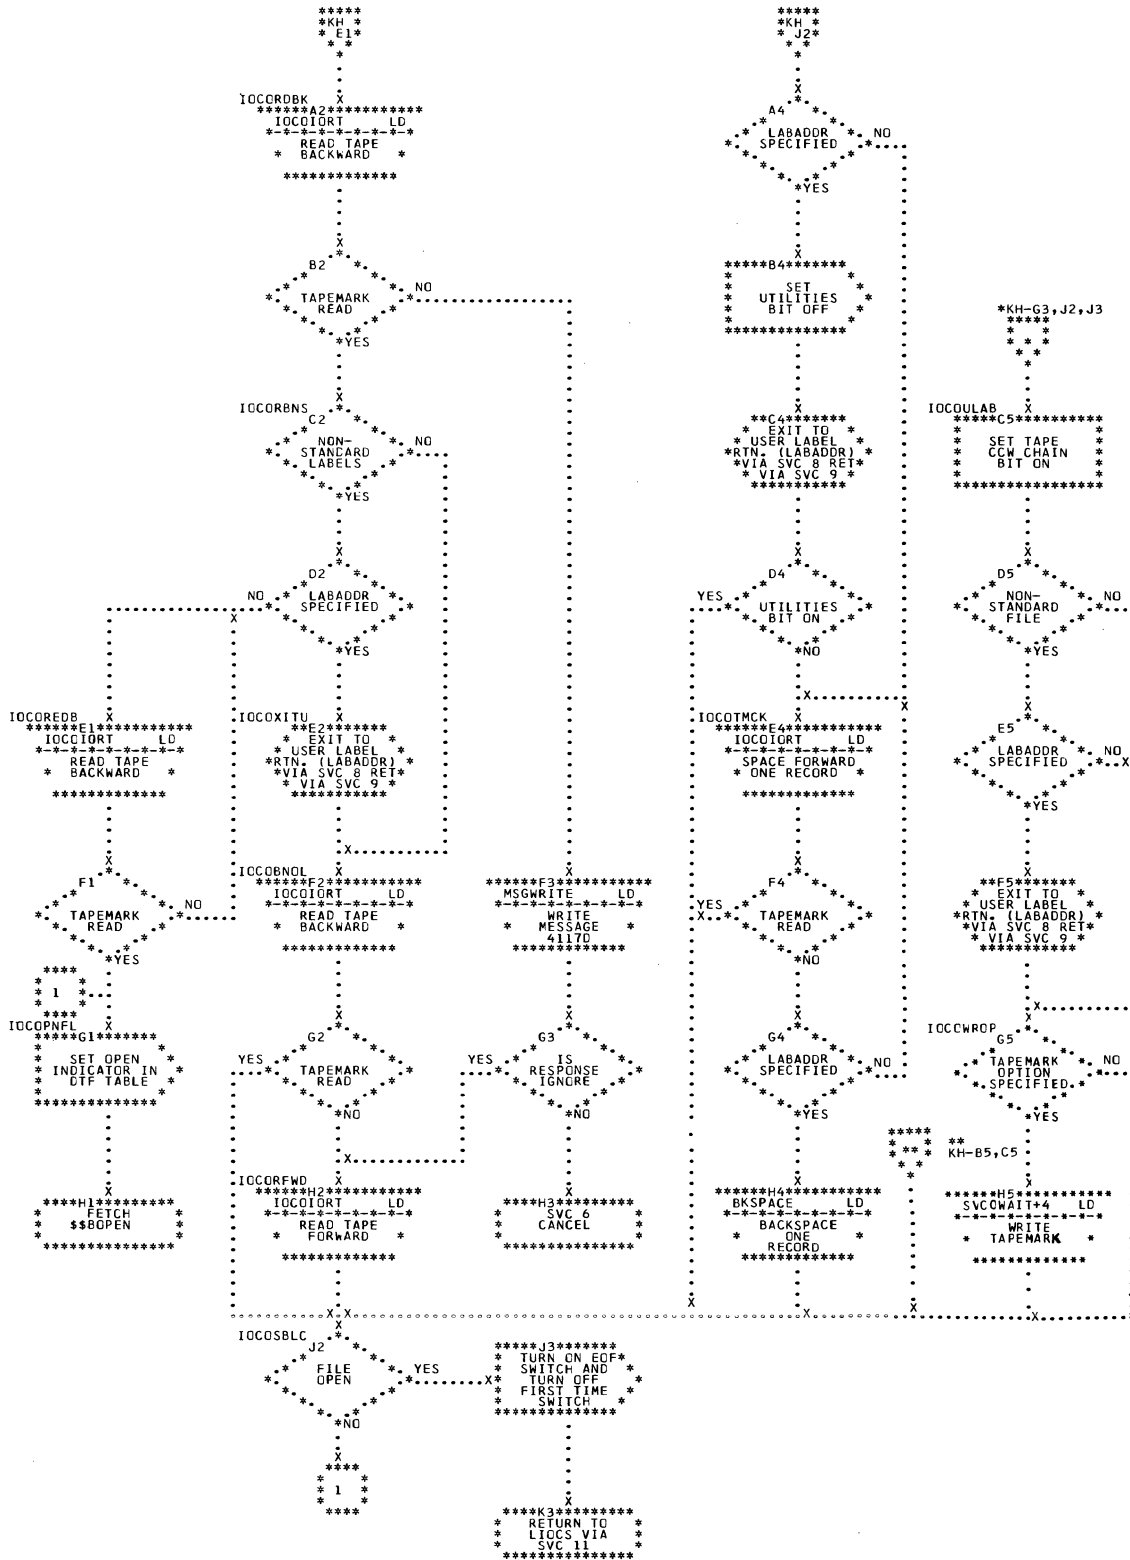 KH
E1
IOCORDBK
A2
IOCOIORT LD
READ TAPE
BACKWARD
B2
TAPEMARK
READ
NO
YES
IOCORBNS
C2
NON-
STANDARD
LABELS
NO
YES
D2
NO
LABADDR
SPECIFIED
YES
IOCOREDB
E1
IOCOIORT LD
READ TAPE
BACKWARD
IOCOXITU
E2
EXIT TO
USER LABEL
RTN. (LABADDR)
VIA SVC 8 RET
VIA SVC 9
F1
TAPEMARK
READ
NO
YES
1
IOCOBNOL
F2
IOCOIORT LD
READ TAPE
BACKWARD
F3
MSGWRITE LD
WRITE
MESSAGE
4117D
IOCOPNFL
G1
SET OPEN
INDICATOR IN
DTF TABLE
G2
YES
TAPEMARK
READ
NO
G3
YES
IS
RESPONSE
IGNORE
NO
H1
FETCH
$$BOPEN
IOCORFWD
H2
IOCOIORT LD
READ TAPE
FORWARD
H3
SVC 6
CANCEL
IOCOSBLC
J2
FILE
OPEN
YES
NO
1
J3
TURN ON EOF
SWITCH AND
TURN OFF
FIRST TIME
SWITCH
K3
RETURN TO
LIOCS VIA
SVC 11
KH
J2
A4
LABADDR
SPECIFIED
NO
YES
B4
SET
UTILITIES
BIT OFF
C4
EXIT TO
USER LABEL
RTN. (LABADDR)
VIA SVC 8 RET
VIA SVC 9
D4
YES
UTILITIES
BIT ON
NO
IOCOTMCK
E4
IOCOIORT LD
SPACE FORWARD
ONE RECORD
F4
YES
TAPEMARK
READ
NO
G4
LABADDR
SPECIFIED
NO
YES
H4
BKSPACE LD
BACKSPACE
ONE
RECORD
*KH-G3,J2,J3
IOCOULAB
C5
SET TAPE
CCW CHAIN
BIT ON
D5
NON-
STANDARD
FILE
NO
YES
E5
LABADDR
SPECIFIED
NO
YES
F5
EXIT TO
USER LABEL
RTN. (LABADDR)
VIA SVC 8 RET
VIA SVC 9
IOCOWROP
G5
TAPEMARK
OPTION
SPECIFIED
NO
YES
**
**
KH-B5,C5
H5
SVCOWAIT+4 LD
WRITE
TAPEMARK